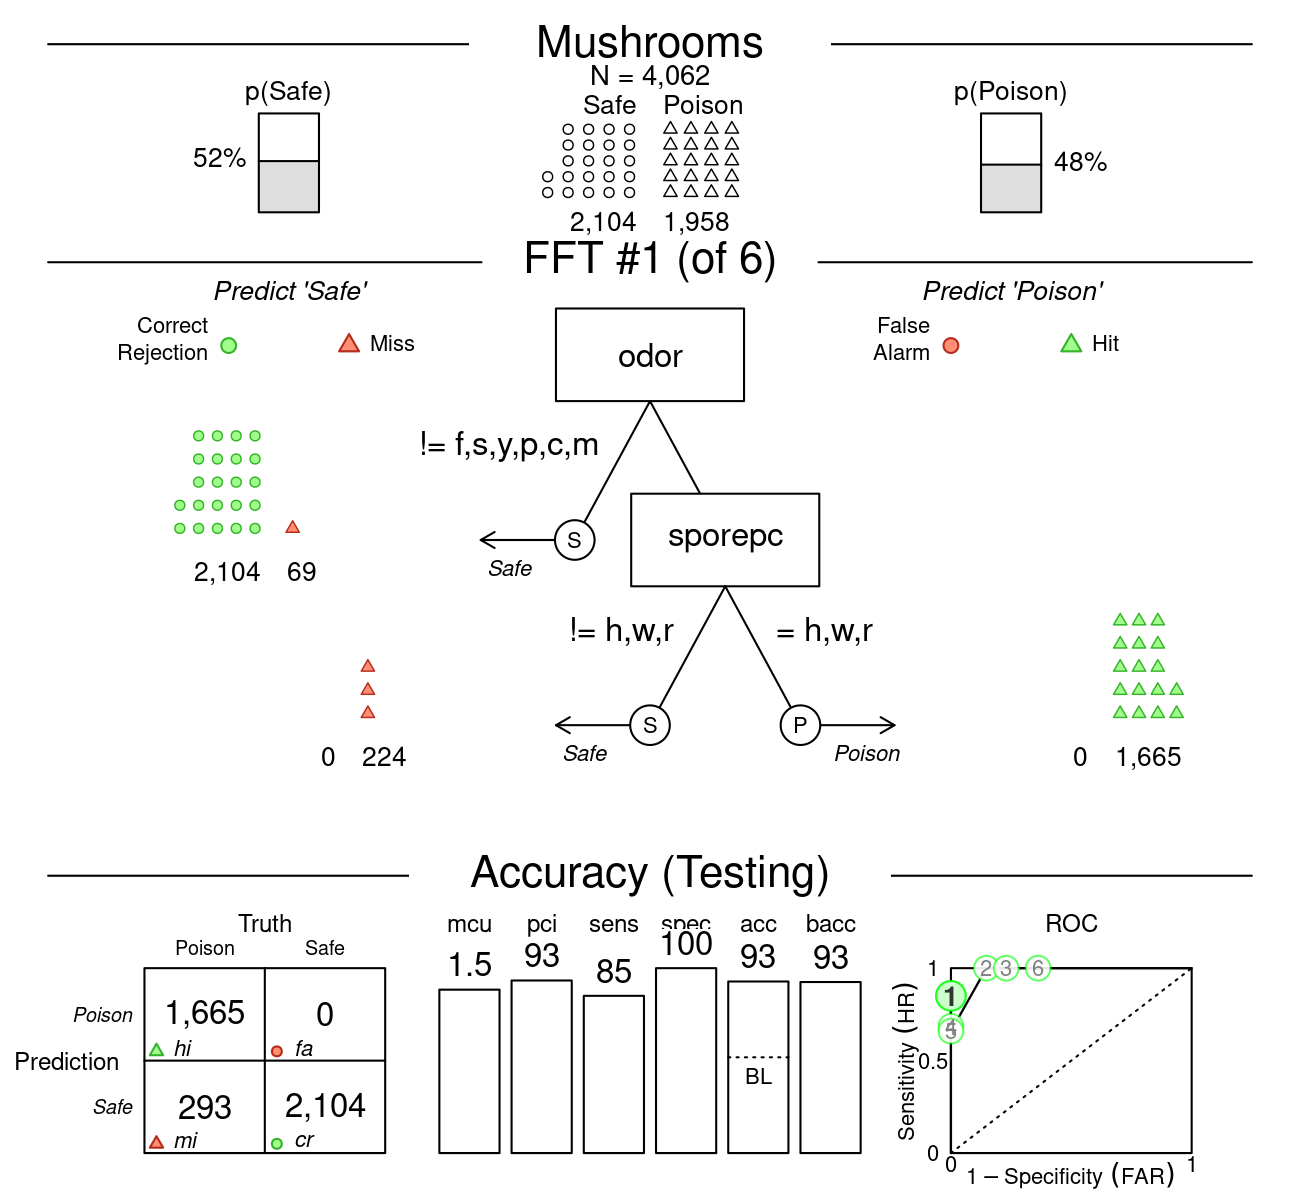 Mushrooms
N = 4,062
p(Safe)
Safe Poison
p(Poison)
52%
48%
2,104 1,958
FFT #1 (of 6)
Predict 'Safe'
Predict 'Poison'
Correct
Rejection
Miss
False
Alarm
Hit
odor
!= f,s,y,p,c,m
S
Safe
sporepc
2,104 69
!= h,w,r
= h,w,r
S
Safe
P
Poison
0 224
0 1,665
Accuracy (Testing)
Truth
Poison Safe
Prediction
Poison
1,665
hi
0
fa
Safe
293
mi
2,104
cr
mcu pci sens spec acc bacc
1.5 93 85 100 93 93
BL
ROC
1
2 3 6
1
4
5
0.5
0
0
1
Sensitivity (HR)
1 – Specificity (FAR)